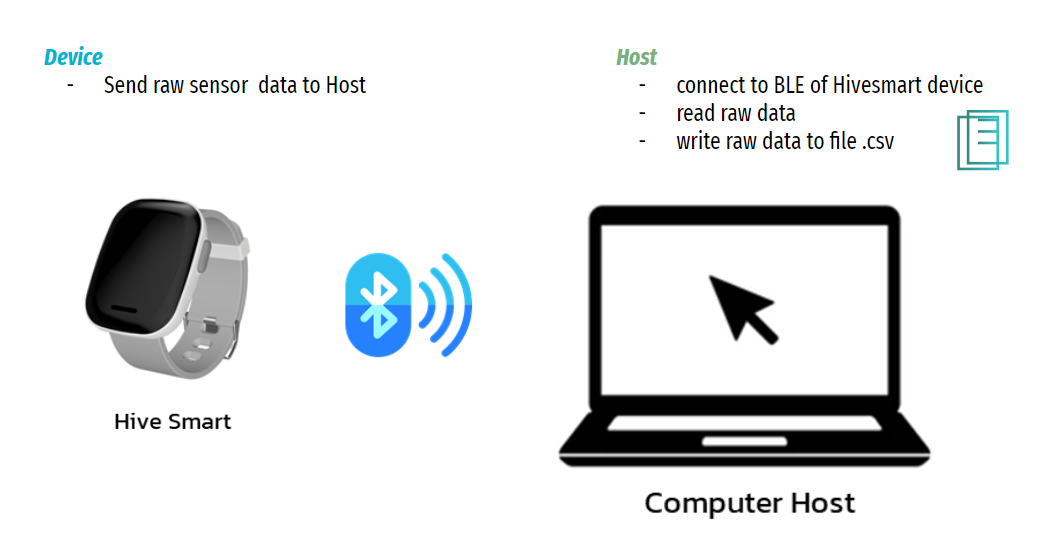 Device
- Send raw sensor data to Host
Host
- connect to BLE of Hivesmart device
- read raw data
- write raw data to file .csv
Hive Smart
Computer Host